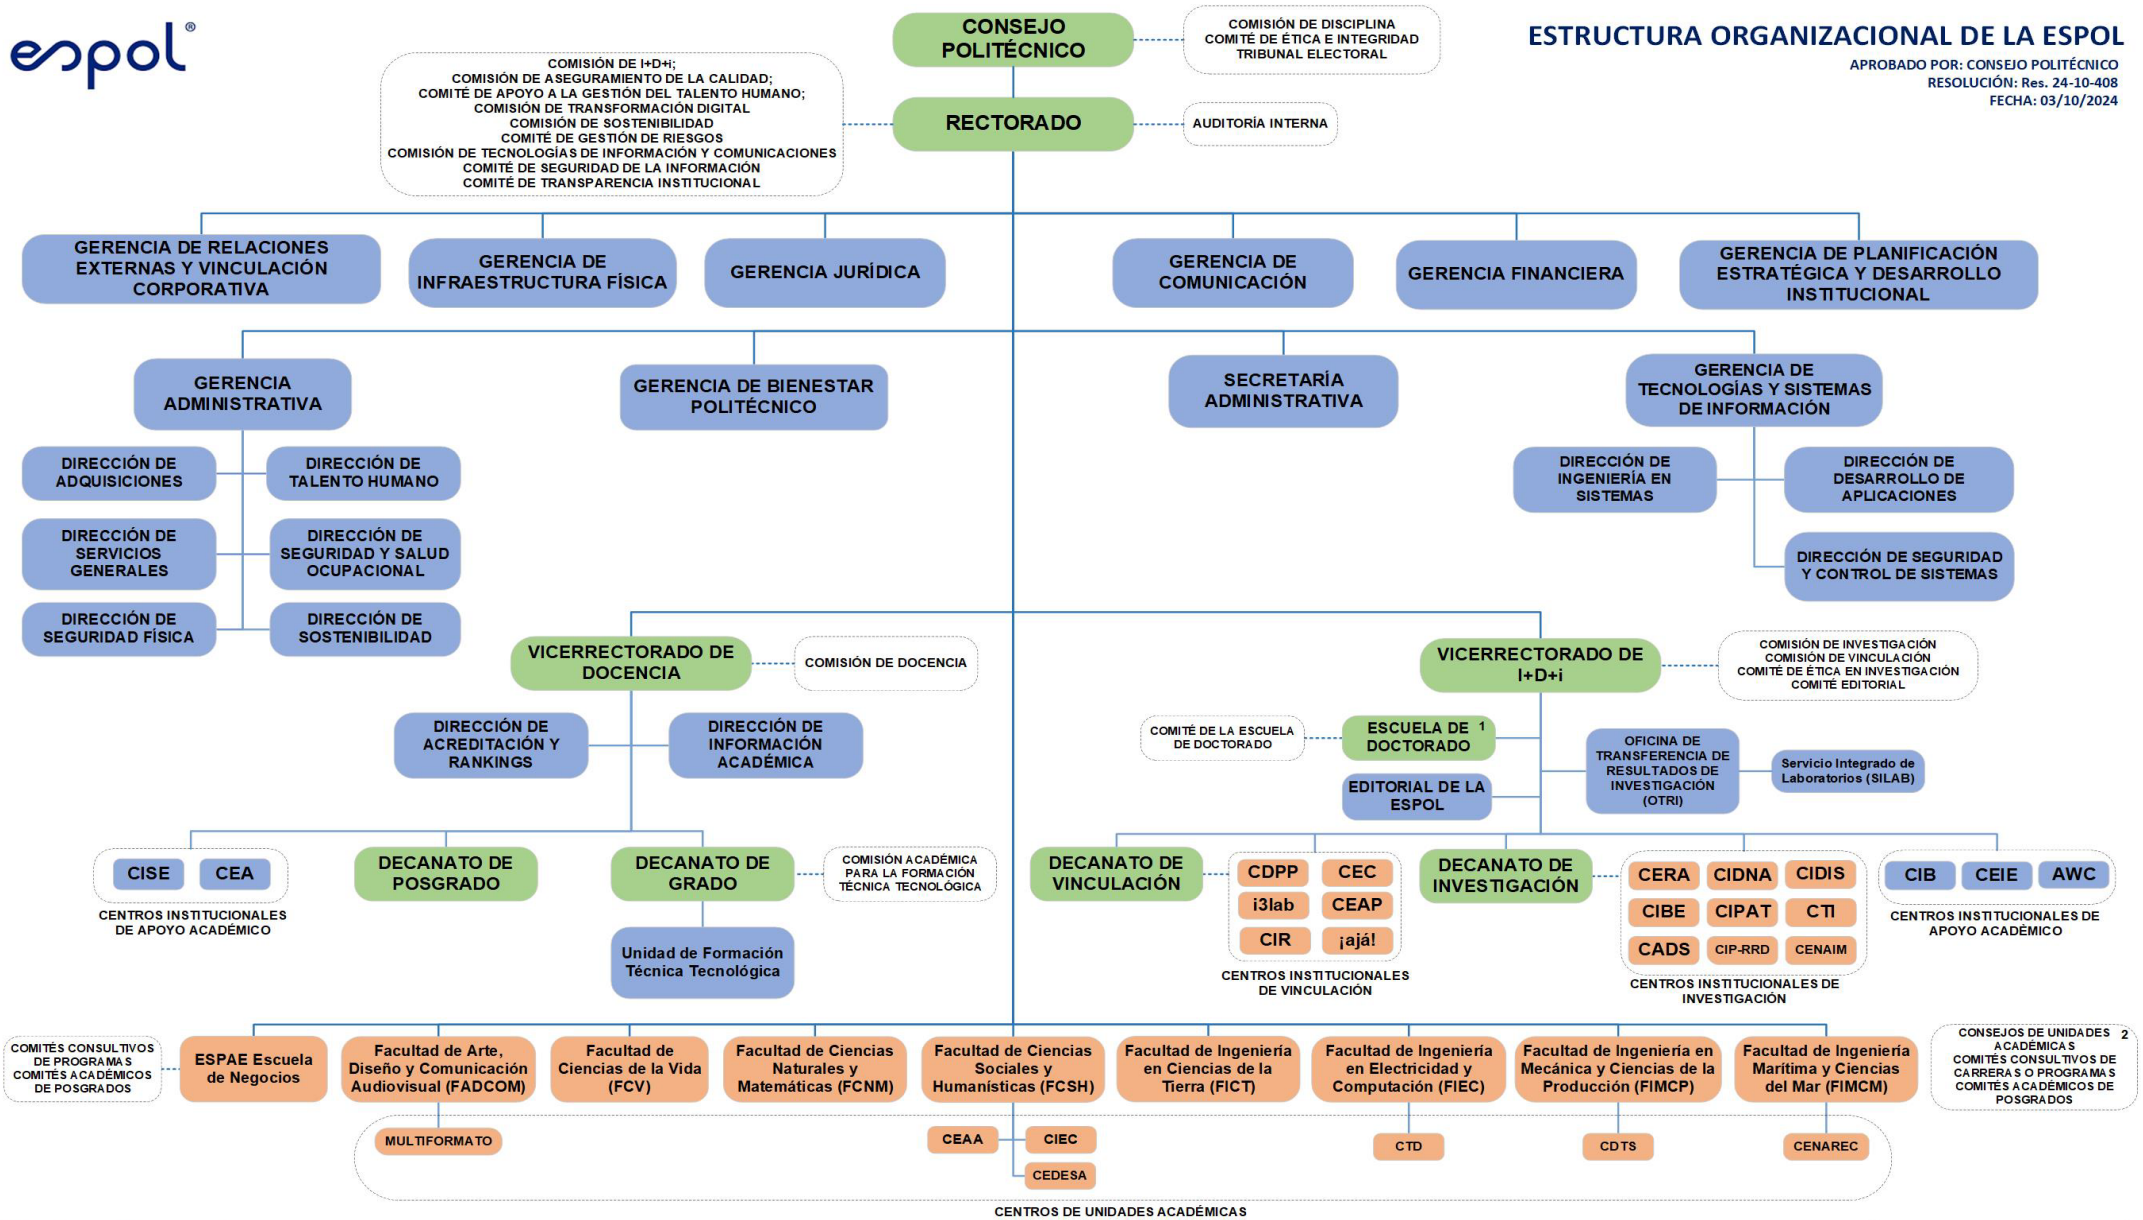 espol®
ESTRUCTURA ORGANIZACIONAL DE LA ESPOL
APROBADO POR: CONSEJO POLITÉCNICO
RESOLUCIÓN: Res. 24-10-408
FECHA: 03/10/2024
CONSEJO
POLITÉCNICO
COMISIÓN DE DISCIPLINA
COMITÉ DE ÉTICA E INTEGRIDAD
TRIBUNAL ELECTORAL
COMISIÓN DE I+D+i;
COMISIÓN DE ASEGURAMIENTO DE LA CALIDAD;
COMITÉ DE APOYO A LA GESTIÓN DEL TALENTO HUMANO;
COMISIÓN DE TRANSFORMACIÓN DIGITAL
COMISIÓN DE SOSTENIBILIDAD
COMITÉ DE GESTIÓN DE RIESGOS
COMISIÓN DE TECNOLOGÍAS DE INFORMACIÓN Y COMUNICACIONES
COMITÉ DE SEGURIDAD DE LA INFORMACIÓN
COMITÉ DE TRANSPARENCIA INSTITUCIONAL
RECTORADO
AUDITORÍA INTERNA
GERENCIA DE RELACIONES
EXTERNAS Y VINCULACIÓN
CORPORATIVA
GERENCIA DE
INFRAESTRUCTURA FÍSICA
GERENCIA JURÍDICA
GERENCIA DE
COMUNICACIÓN
GERENCIA FINANCIERA
GERENCIA DE PLANIFICACIÓN
ESTRATÉGICA Y DESARROLLO
INSTITUCIONAL
GERENCIA
ADMINISTRATIVA
GERENCIA DE BIENESTAR
POLITÉCNICO
SECRETARÍA
ADMINISTRATIVA
GERENCIA DE
TECNOLOGÍAS Y SISTEMAS
DE INFORMACIÓN
DIRECCIÓN DE
ADQUISICIONES
DIRECCIÓN DE
TALENTO HUMANO
DIRECCIÓN DE
SERVICIOS
GENERALES
DIRECCIÓN DE
SEGURIDAD Y SALUD
OCUPACIONAL
DIRECCIÓN DE
SEGURIDAD FÍSICA
DIRECCIÓN DE
SOSTENIBILIDAD
DIRECCIÓN DE
INGENIERÍA EN
SISTEMAS
DIRECCIÓN DE
DESARROLLO DE
APLICACIONES
DIRECCIÓN DE SEGURIDAD
Y CONTROL DE SISTEMAS
VICERRECTORADO DE
DOCENCIA
COMISIÓN DE DOCENCIA
DIRECCIÓN DE
ACREDITACIÓN Y
RANKINGS
DIRECCIÓN DE
INFORMACIÓN
ACADÉMICA
CISE
CEA
CENTROS INSTITUCIONALES
DE APOYO ACADÉMICO
DECANATO DE
POSGRADO
DECANATO DE
GRADO
COMISIÓN ACADÉMICA
PARA LA FORMACIÓN
TÉCNICA TECNOLÓGICA
Unidad de Formación
Técnica Tecnológica
VICERRECTORADO DE
I+D+i
COMISIÓN DE INVESTIGACIÓN
COMISIÓN DE VINCULACIÓN
COMITÉ DE ÉTICA EN INVESTIGACIÓN
COMITÉ EDITORIAL
COMITÉ DE LA ESCUELA
DE DOCTORADO
ESCUELA DE 1
DOCTORADO
EDITORIAL DE LA
ESPOL
OFICINA DE
TRANSFERENCIA DE
RESULTADOS DE
INVESTIGACIÓN
(OTRI)
Servicio Integrado de
Laboratorios (SILAB)
DECANATO DE
VINCULACIÓN
CDPP
CEC
i3lab
CEAP
CIR
¡ajá!
CENTROS INSTITUCIONALES
DE VINCULACIÓN
DECANATO DE
INVESTIGACIÓN
CERA
CIDNA
CIDIS
CIBE
CIPAT
CTI
CADS
CIP-RRD
CENAIM
CENTROS INSTITUCIONALES DE
INVESTIGACIÓN
CIB
CEIE
AWC
CENTROS INSTITUCIONALES DE
APOYO ACADÉMICO
COMITÉS CONSULTIVOS
DE PROGRAMAS
COMITÉS ACADÉMICOS
DE POSGRADOS
ESPAE Escuela
de Negocios
Facultad de Arte,
Diseño y Comunicación
Audiovisual (FADCOM)
Facultad de
Ciencias de la Vida
(FCV)
Facultad de Ciencias
Naturales y
Matemáticas (FCNM)
Facultad de Ciencias
Sociales y
Humanísticas (FCSH)
Facultad de Ingeniería
en Ciencias de la
Tierra (FICT)
Facultad de Ingeniería
en Electricidad y
Computación (FIEC)
Facultad de Ingeniería en
Mecánica y Ciencias de la
Producción (FIMCP)
Facultad de Ingeniería
Marítima y Ciencias
del Mar (FIMCM)
CONSEJOS DE UNIDADES 2
ACADÉMICAS
COMITÉS CONSULTIVOS DE
CARRERAS O PROGRAMAS
COMITÉS ACADÉMICOS DE
POSGRADOS
MULTIFORMATO
CEAA
CIEC
CEDESA
CTD
CDTS
CENAREC
CENTROS DE UNIDADES ACADÉMICAS